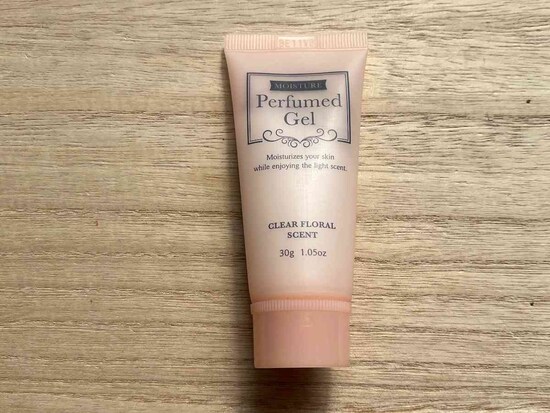 MOISTURE
Perfumed
Gel
Moisturizes your skin
while enjoying the light scent.
CLEAR FLORAL
SCENT
30g 1.05oz